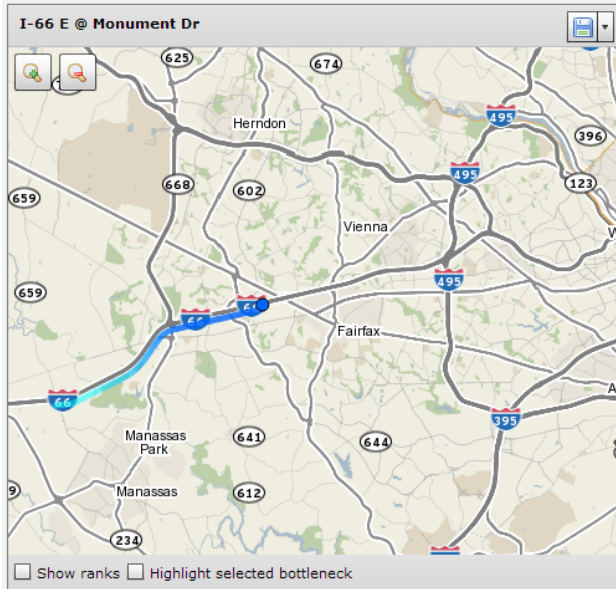 I-66 E @ Monument Dr
625
674
495
Herndon
396
495
668
602
123
659
Vienna
659
495
66
66
Fairfax
66
395
Manassas
Park
641
644
Manassas
612
234
Show ranks
Highlight selected bottleneck